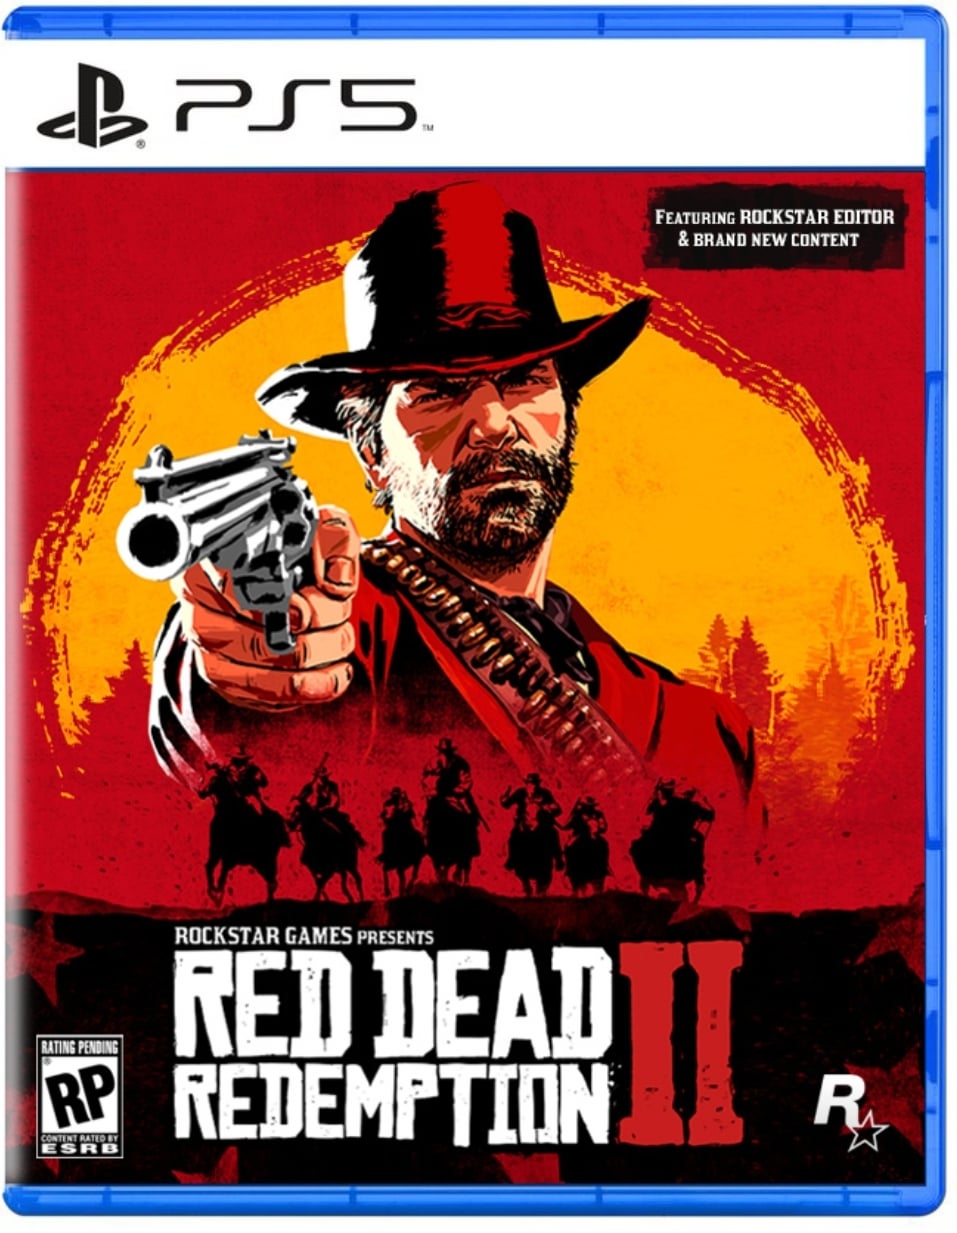 PS5™
®
FEATURING ROCKSTAR EDITOR
& BRAND NEW CONTENT
ROCKSTAR GAMES PRESENTS
RED DEAD
REDEMPTION II
RATING PENDING
®
RP
CONTENT RATED BY
ESRB
R